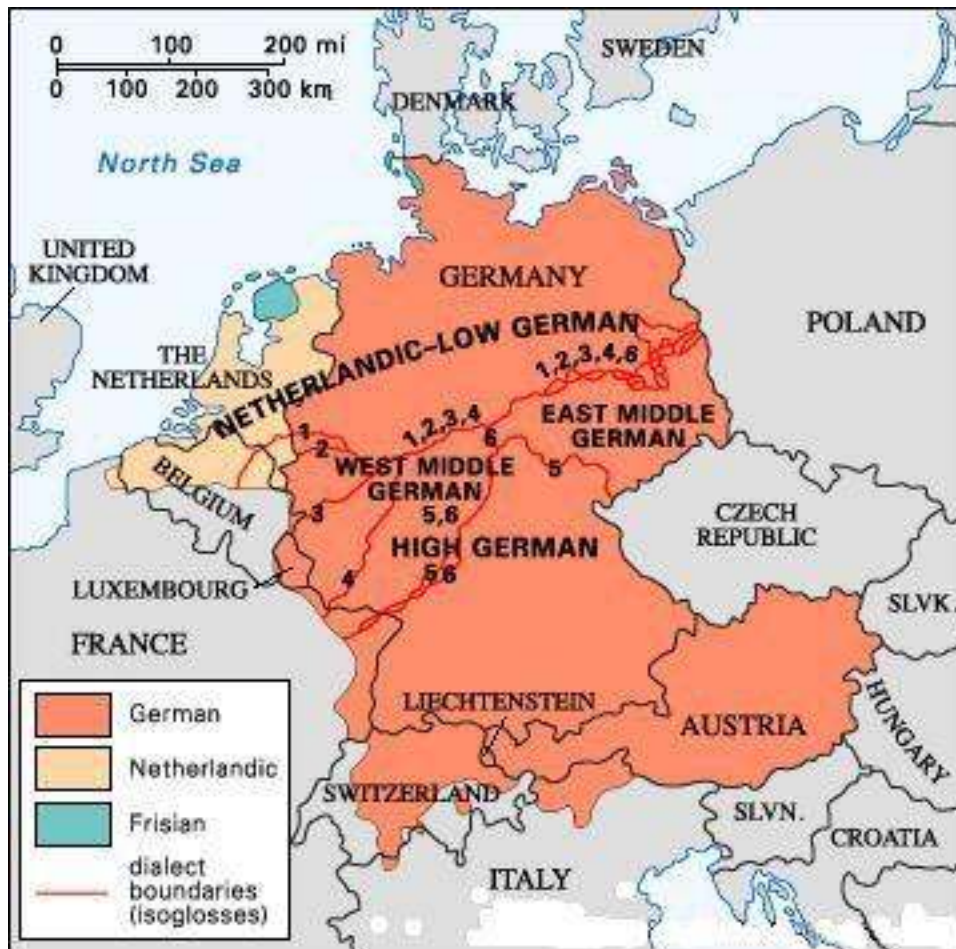 0 100 200 mi
0 100 200 300 km
SWEDEN
DENMARK
North Sea
UNITED
KINGDOM
GERMANY
POLAND
THE
NETHERLANDS
NETHERLANDIC-LOW GERMAN
1,2,3,4,6
1,2,3,4
EAST MIDDLE
GERMAN
1
2
6
5
WEST MIDDLE
GERMAN
BELGIUM
3
5,6
CZECH
REPUBLIC
HIGH GERMAN
LUXEMBOURG
4
56
SLVK.
FRANCE
LIECHTENSTEIN
AUSTRIA
HUNGARY
SWITZERLAND
SLVN.
CROATIA
ITALY
German
Netherlandic
Frisian
dialect
boundaries
(isoglosses)